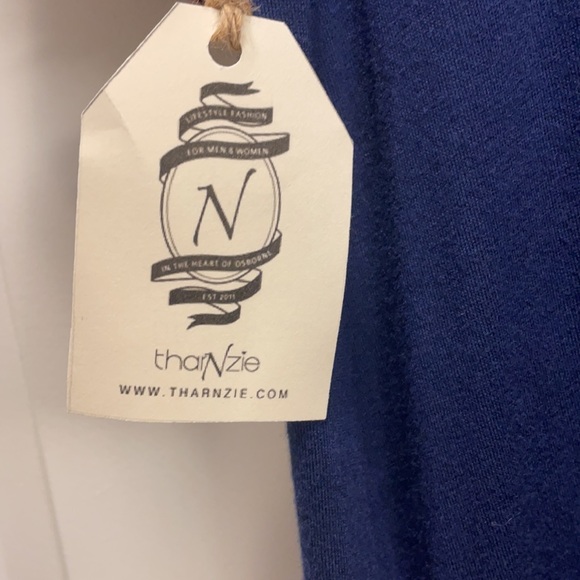 LIFESTYLE FASHION
FOR MEN & WOMEN
N
IN THE HEART OF OSBORNE
EST 2011
tharNzie
WWW.THARNZIE.COM